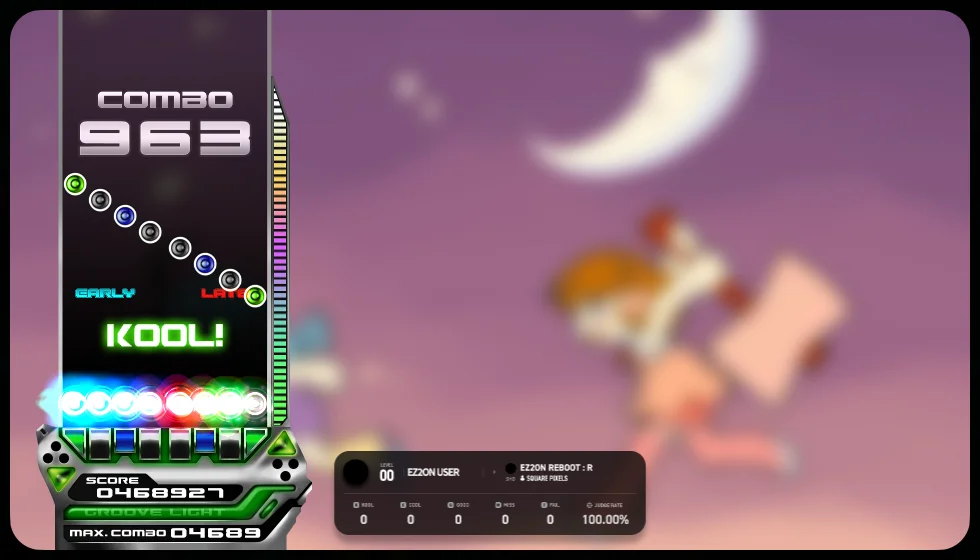 COMBO
963
EARLY LATE
KOOL!
SCORE
0468927
GROOVE LIGHT
MAX.COMBO 04689
LEVEL
00
EZ2ON USER
EZ2ON REBOOT : R
SQUARE PIXELS
KOOL COOL GOOD MISS FAIL JUDGE RATE
0 0 0 0 0 100.00%